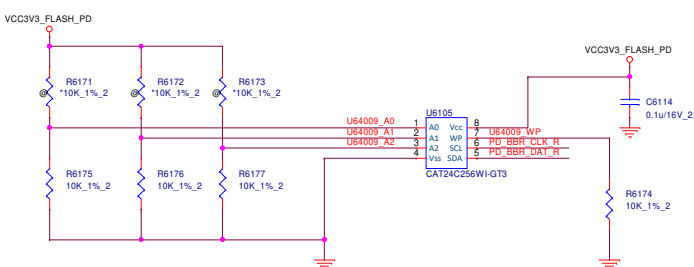 VCC3V3_FLASH_PD
VCC3V3_FLASH_PD
R6171
*10K_1%_2
@
R6172
*10K_1%_2
@
R6173
*10K_1%_2
@
C6114
0.1u/16V_2
U6105
U64009_A0 1 A0 Vcc 8
U64009_A1 2 A1 WP 7 U64009_WP
U64009_A2 3 A2 SCL 6 PD_BBR_CLK_R
4 Vss SDA 5 PD_BBR_DAT_R
CAT24C256WI-GT3
R6175
10K_1%_2
R6176
10K_1%_2
R6177
10K_1%_2
R6174
10K_1%_2